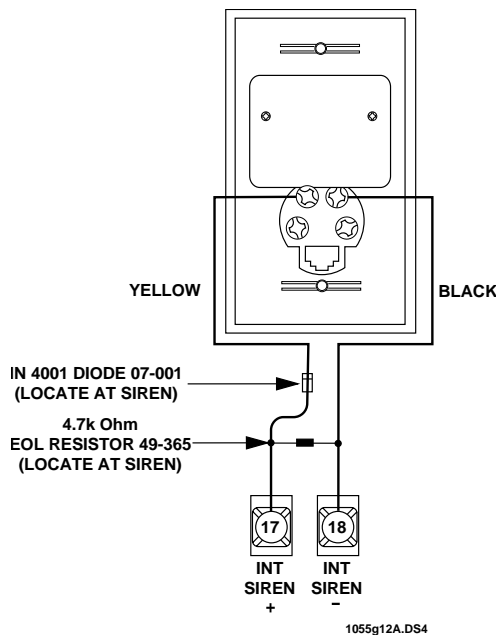 YELLOW
BLACK
IN 4001 DIODE 07-001
(LOCATE AT SIREN)
4.7k Ohm
EOL RESISTOR 49-365
(LOCATE AT SIREN)
17
18
INT
SIREN
+
INT
SIREN
–
1055g12A.DS4